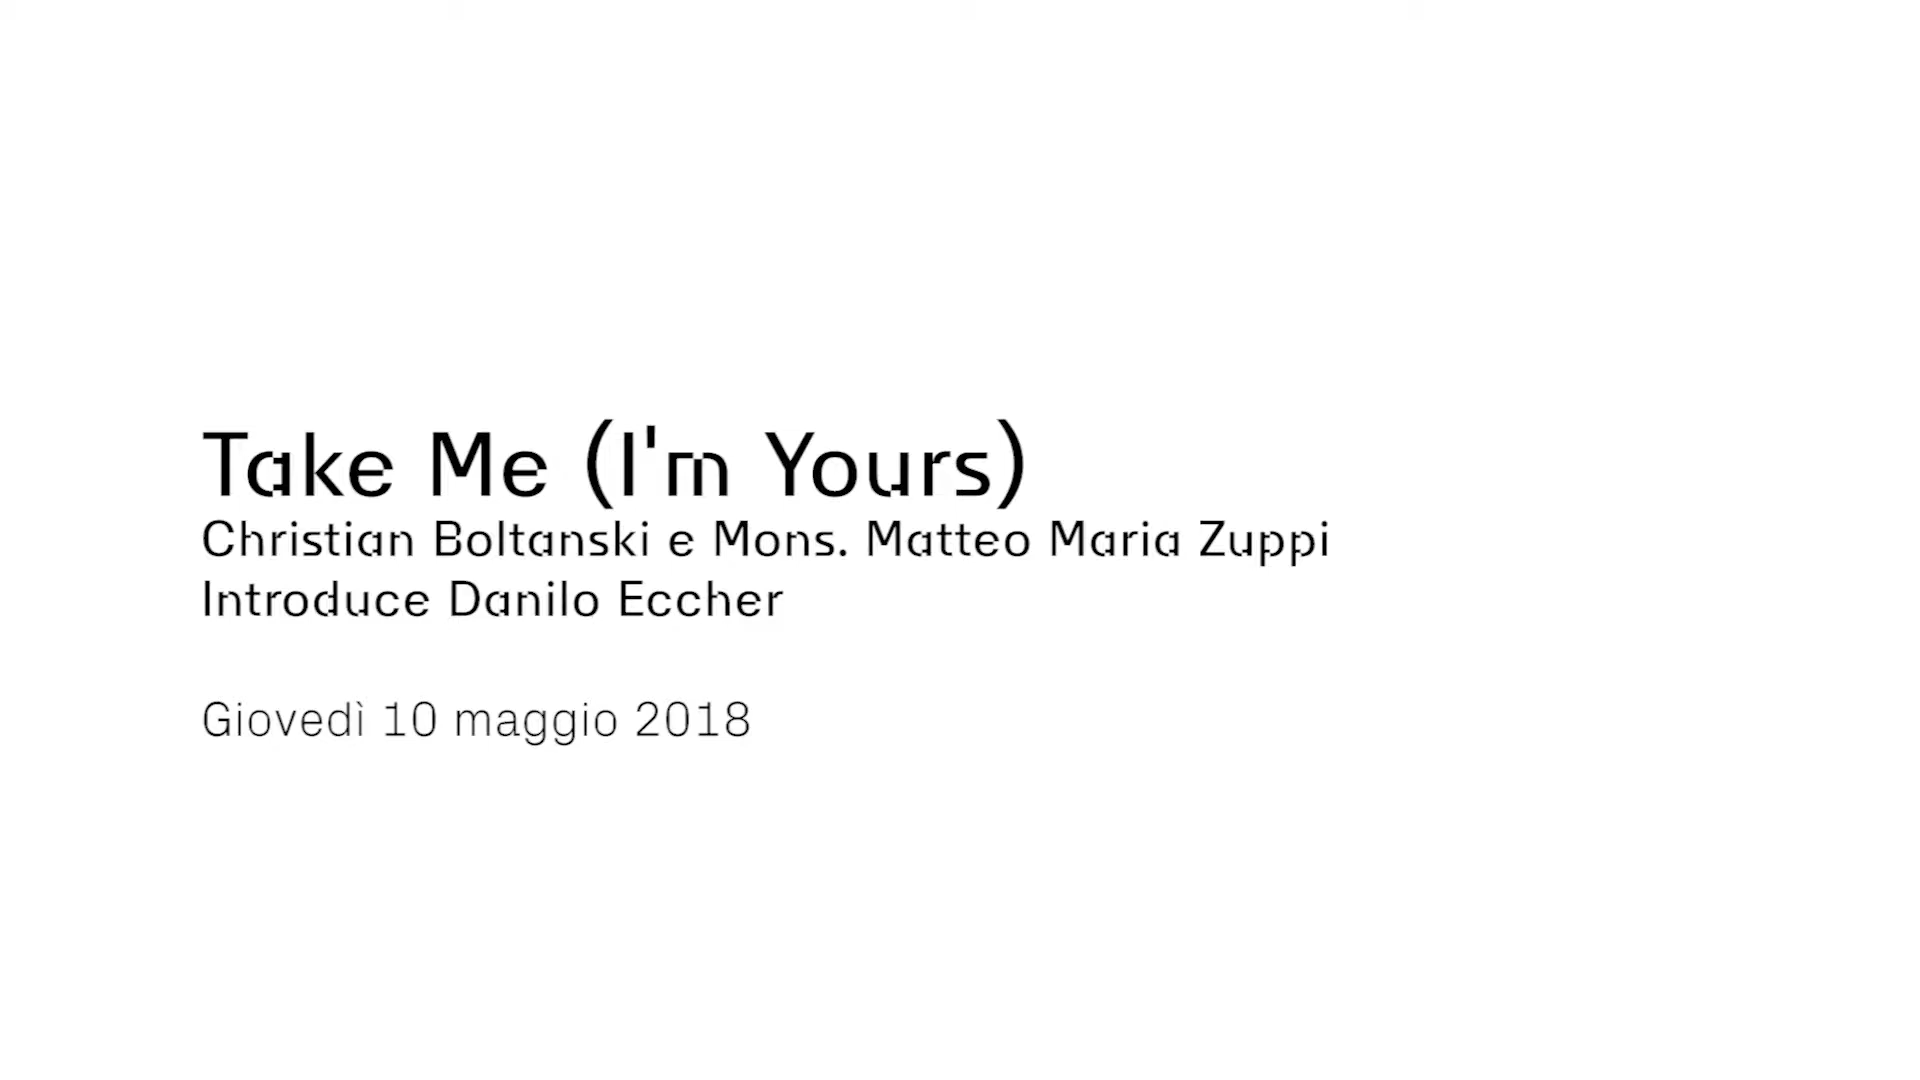 Take Me (I'm Yours)
Christian Boltanski e Mons. Matteo Maria Zuppi
Introduce Danilo Eccher
Giovedì 10 maggio 2018